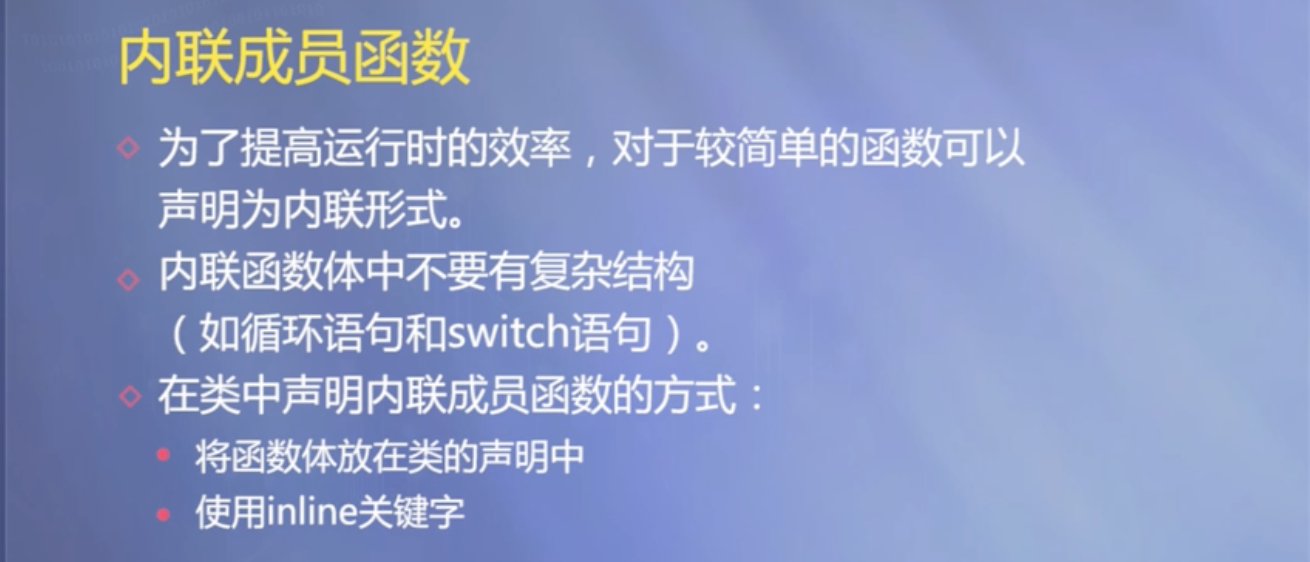 内联成员函数
为了提高运行时的效率，对于较简单的函数可以
声明为内联形式。
内联函数体中不要有复杂结构
（如循环语句和switch语句）。
在类中声明内联成员函数的方式：
将函数体放在类的声明中
使用inline关键字